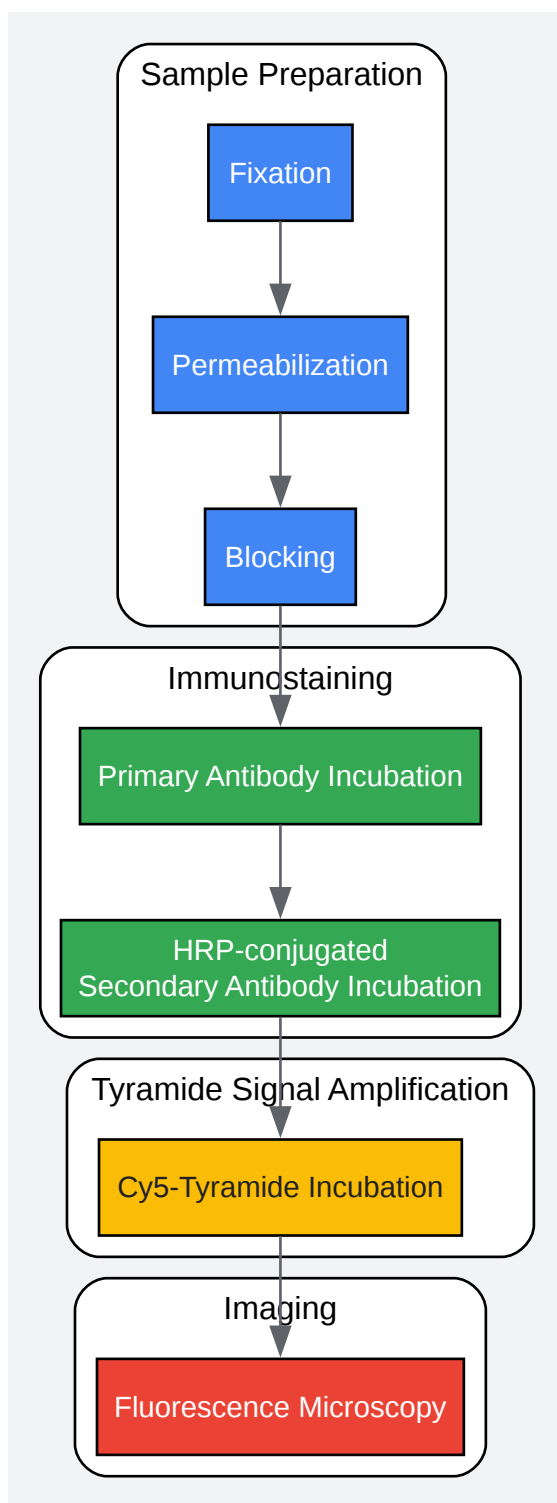 Sample Preparation
Fixation
Permeabilization
Blocking
Immunostaining
Primary Antibody Incubation
HRP-conjugated
Secondary Antibody Incubation
Tyramide Signal Amplification
Cy5-Tyramide Incubation
Imaging
Fluorescence Microscopy